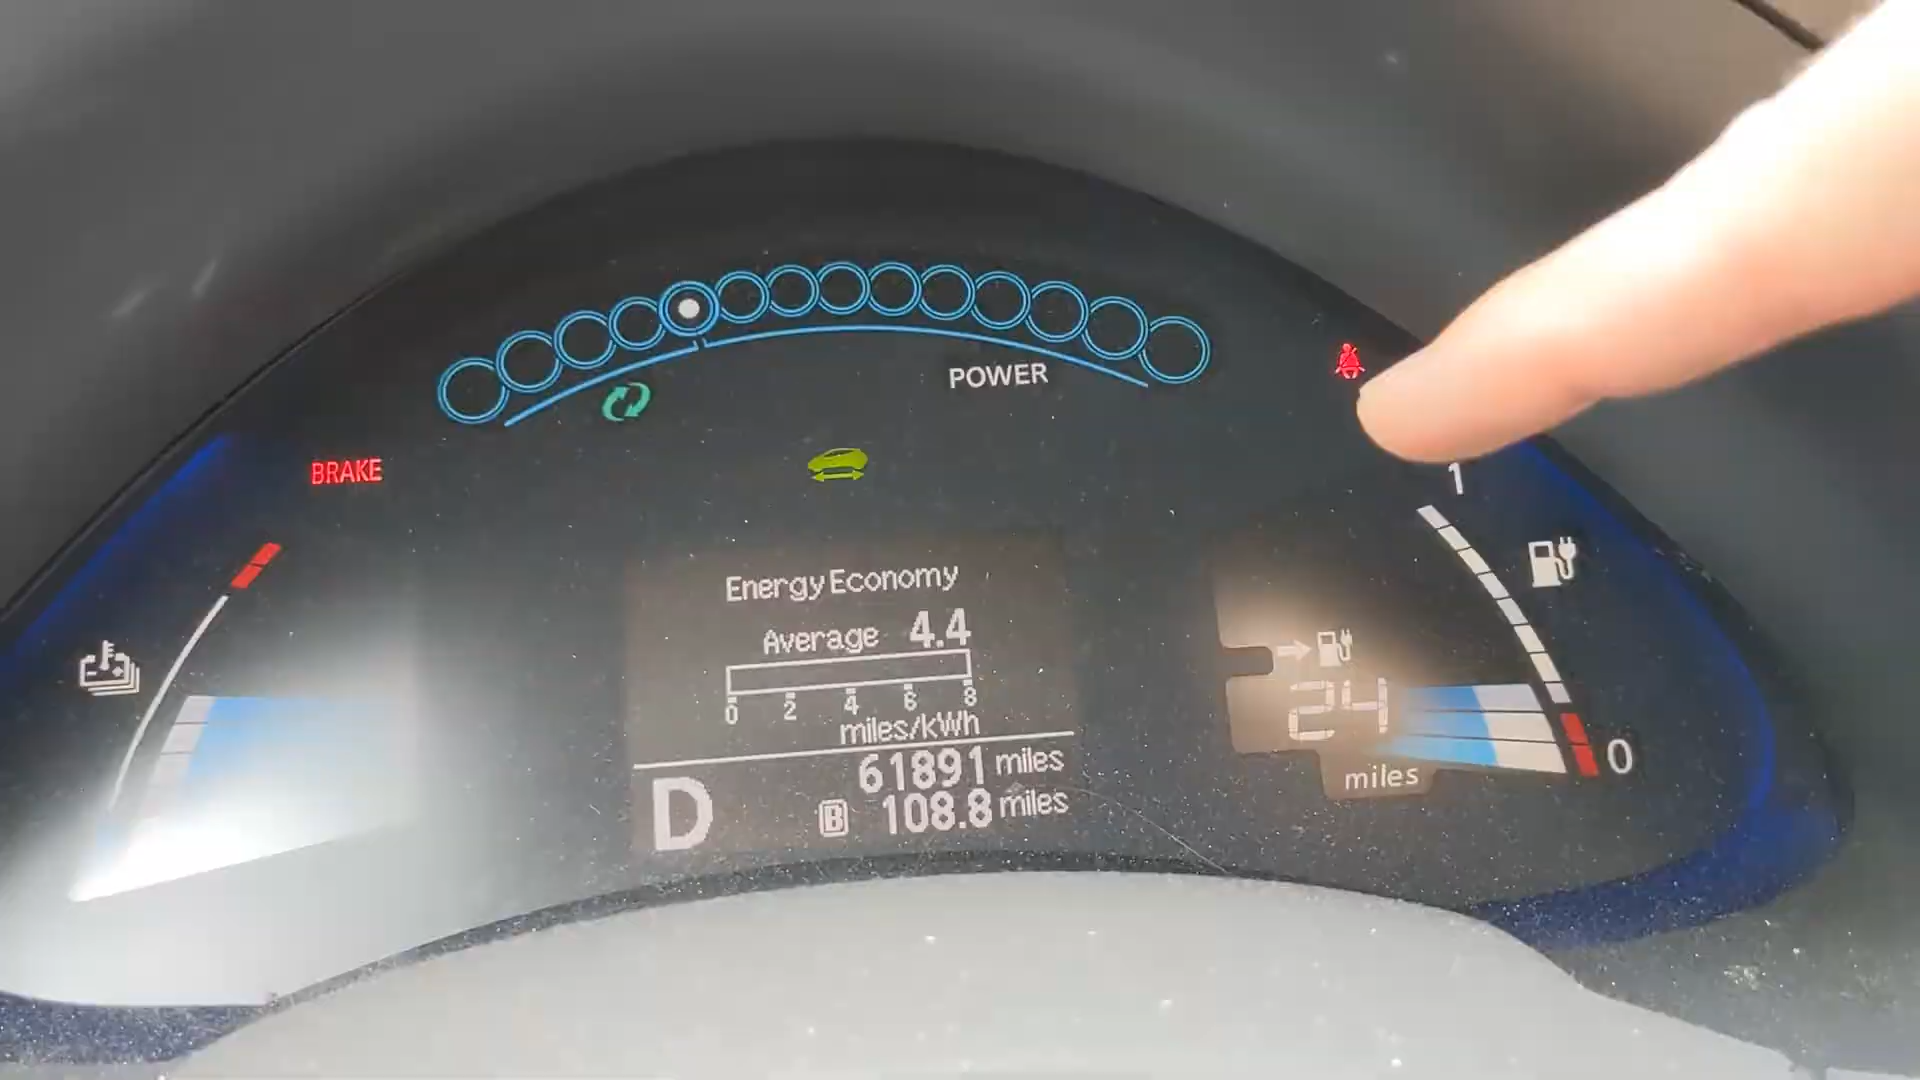 POWER
BRAKE
1
Energy Economy
Average 4.4
0 2 4 6 8
miles/kWh
24
miles
0
61891 miles
D
B 108.8 miles